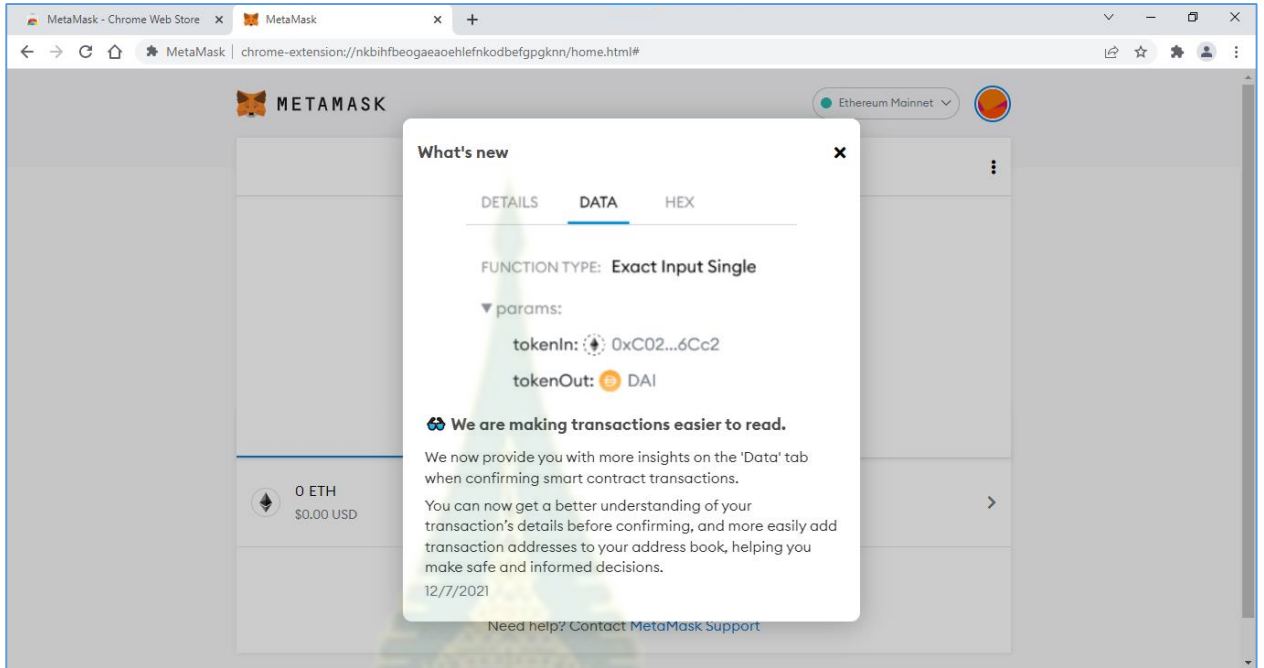 MetaMask - Chrome Web Store
MetaMask
MetaMask | chrome-extension://nkbihfbeogaeaoehlefnkodbefgpgknn/home.html#
METAMASK
Ethereum Mainnet
What's new
DETAILS DATA HEX
FUNCTION TYPE: Exact Input Single
params:
tokenIn: 0xC02...6Cc2
tokenOut: DAI
We are making transactions easier to read.
We now provide you with more insights on the 'Data' tab
when confirming smart contract transactions.
You can now get a better understanding of your
transaction's details before confirming, and more easily add
transaction addresses to your address book, helping you
make safe and informed decisions.
12/7/2021
0 ETH
$0.00 USD
Need help? Contact MetaMask Support